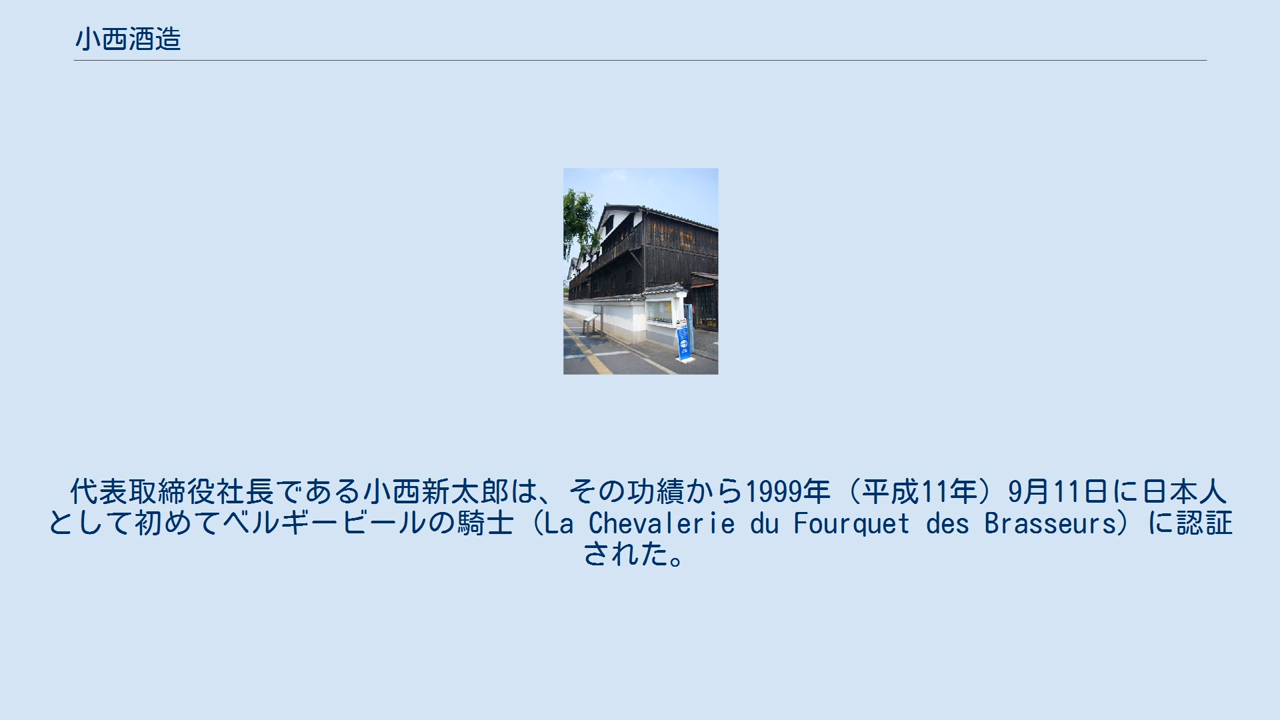 小西酒造
代表取締役社長である小西新太郎は、その功績から1999年（平成11年）9月11日に日本人
として初めてベルギービールの騎士（La Chevalerie du Fourquet des Brasseurs）に認証
された。